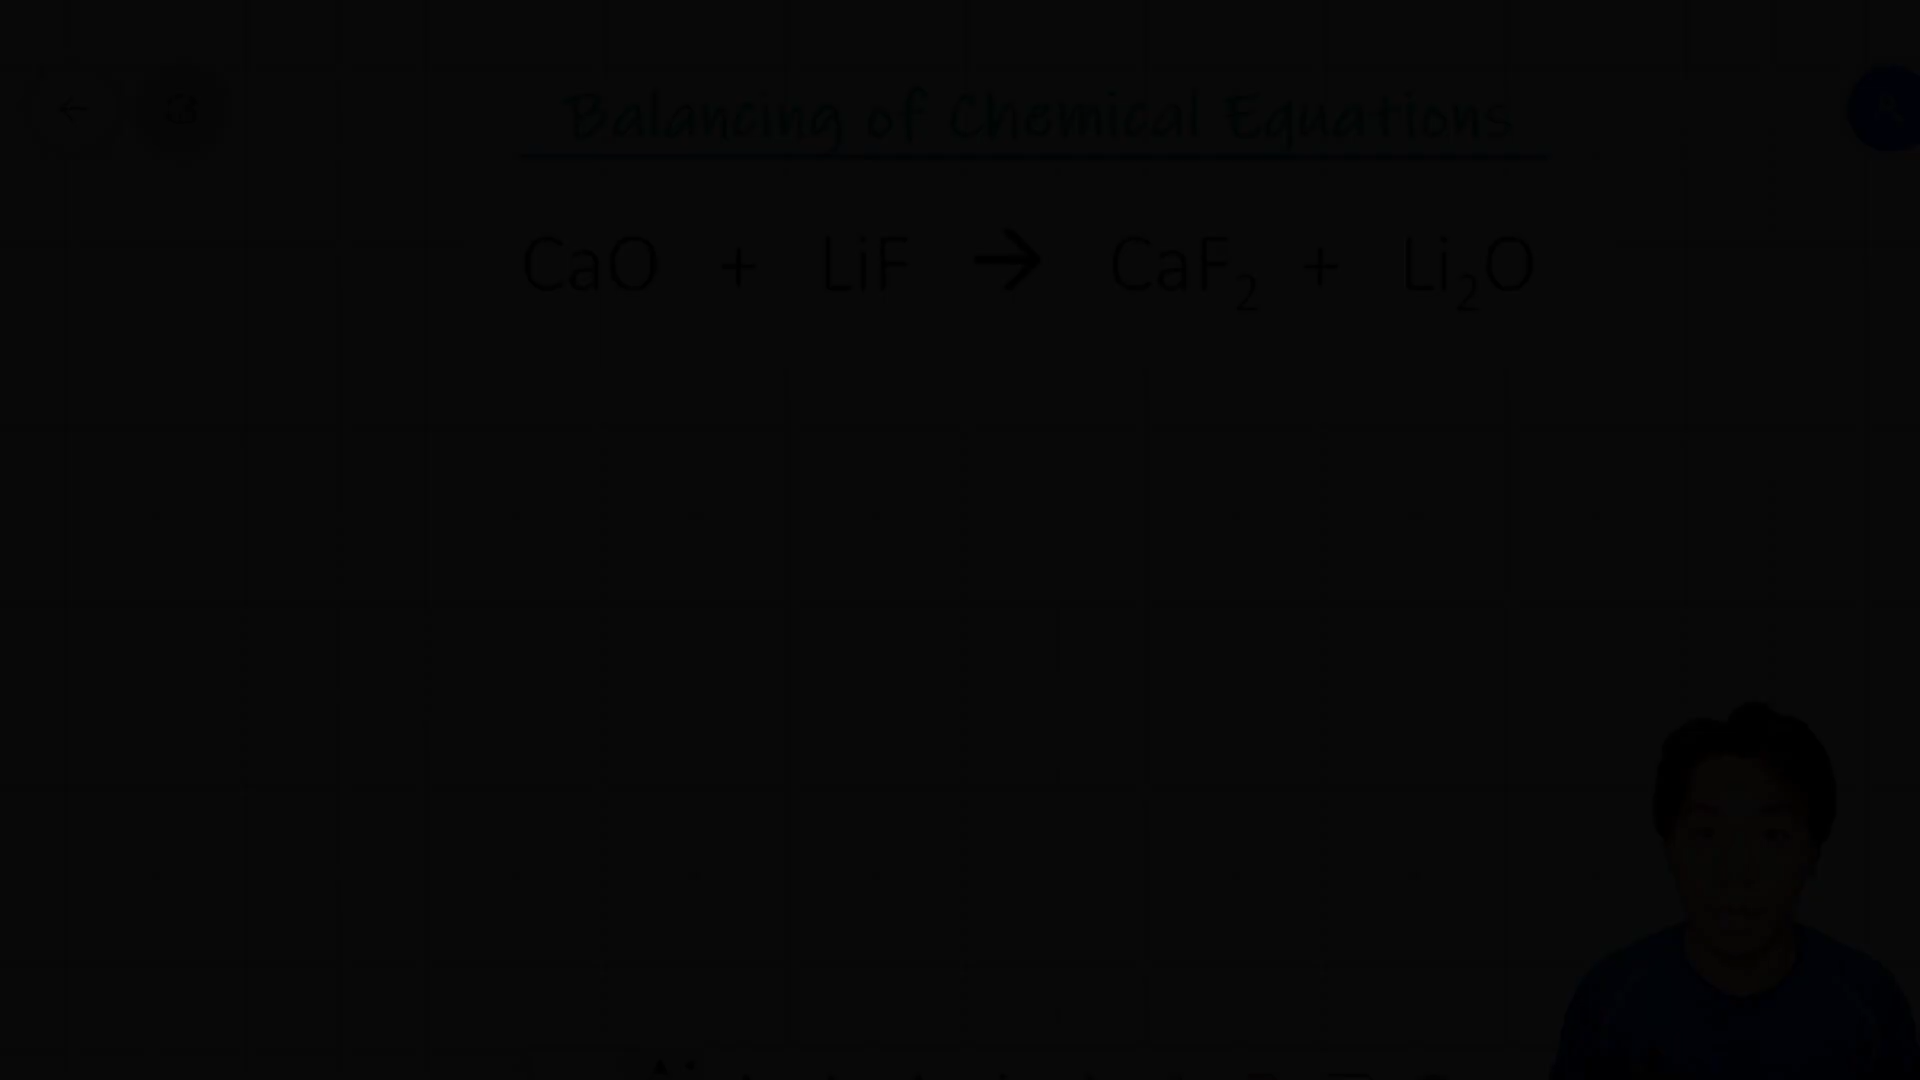 Balancing of Chemical Equations
CaO + LiF → CaF₂ + Li₂O